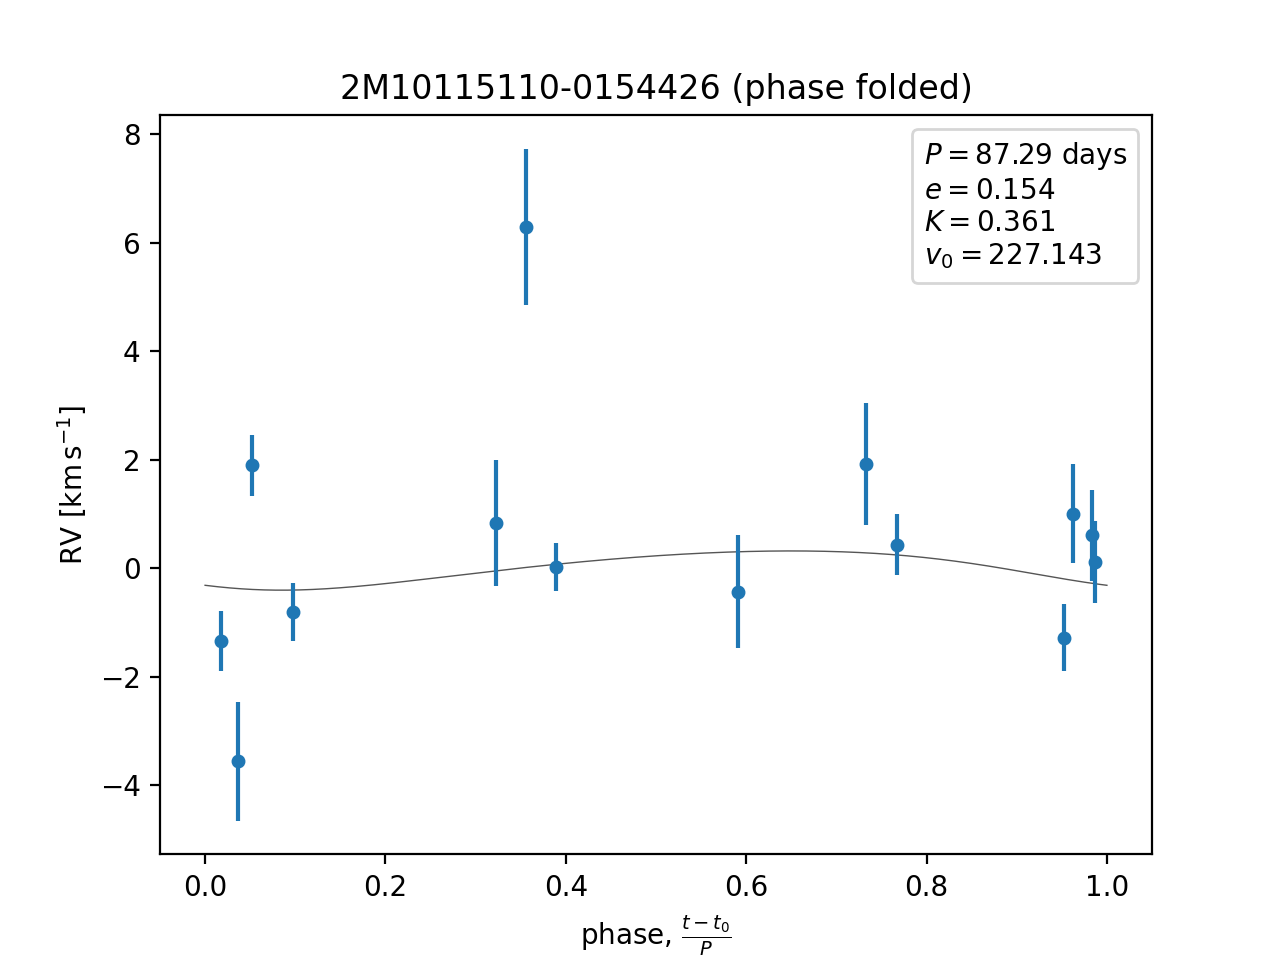 2M10115110-0154426 (phase folded)
P = 87.29 days
e = 0.154
K = 0.361
v₀ = 227.143
8
6
4
2
0
−2
−4
RV [km s⁻¹]
0.0 0.2 0.4 0.6 0.8 1.0
phase, (t − t₀)/P